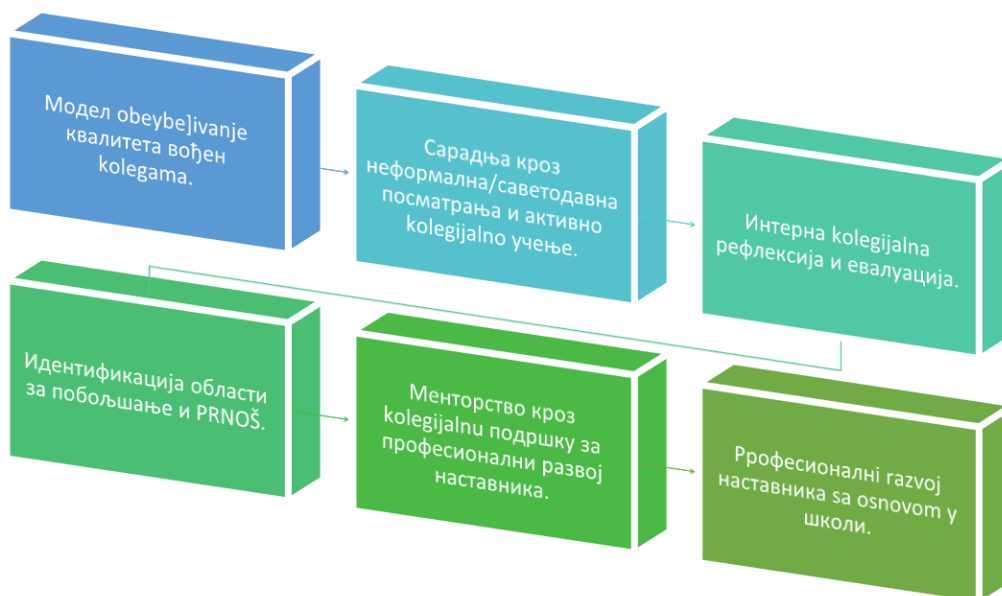 Модел obeybe]ivanje
квалитета вођен
kolegama.
Сарадња кроз
неформална/саветодавна
посматрања и активно
kolegijalno учење.
Интерна kolegijalna
рефлексија и евалуација.
Идентификација области
за побољшање и PRNOŠ.
Менторство кроз
kolegijalnu подршку за
професионални развој
наставника.
Pрофесионални razvoj
наставника sa osnovom у
школи.